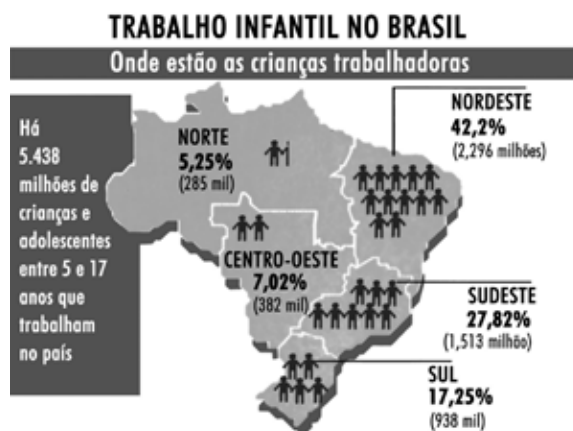 TRABALHO INFANTIL NO BRASIL
Onde estão as crianças trabalhadoras
Há
5.438
milhões de
crianças e
adolescentes
entre 5 e 17
anos que
trabalham
no país
NORTE
5,25%
(285 mil)
NORDESTE
42,2%
(2,296 milhões)
CENTRO-OESTE
7,02%
(382 mil)
SUDESTE
27,82%
(1,513 milhão)
SUL
17,25%
(938 mil)